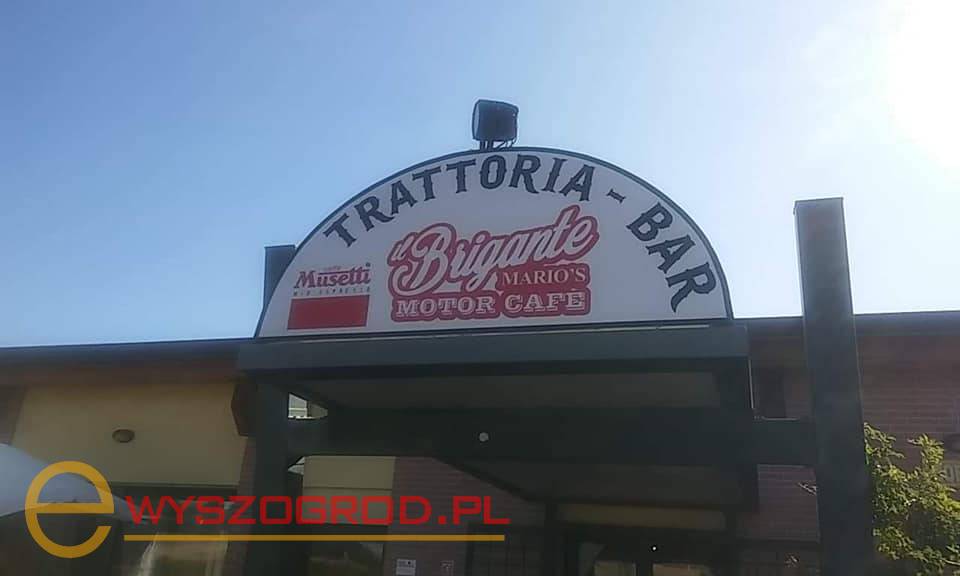 TRATTORIA - BAR
il Brigante
MARIO'S
MOTOR CAFE
Musetti
eWYSZOGROD.PL